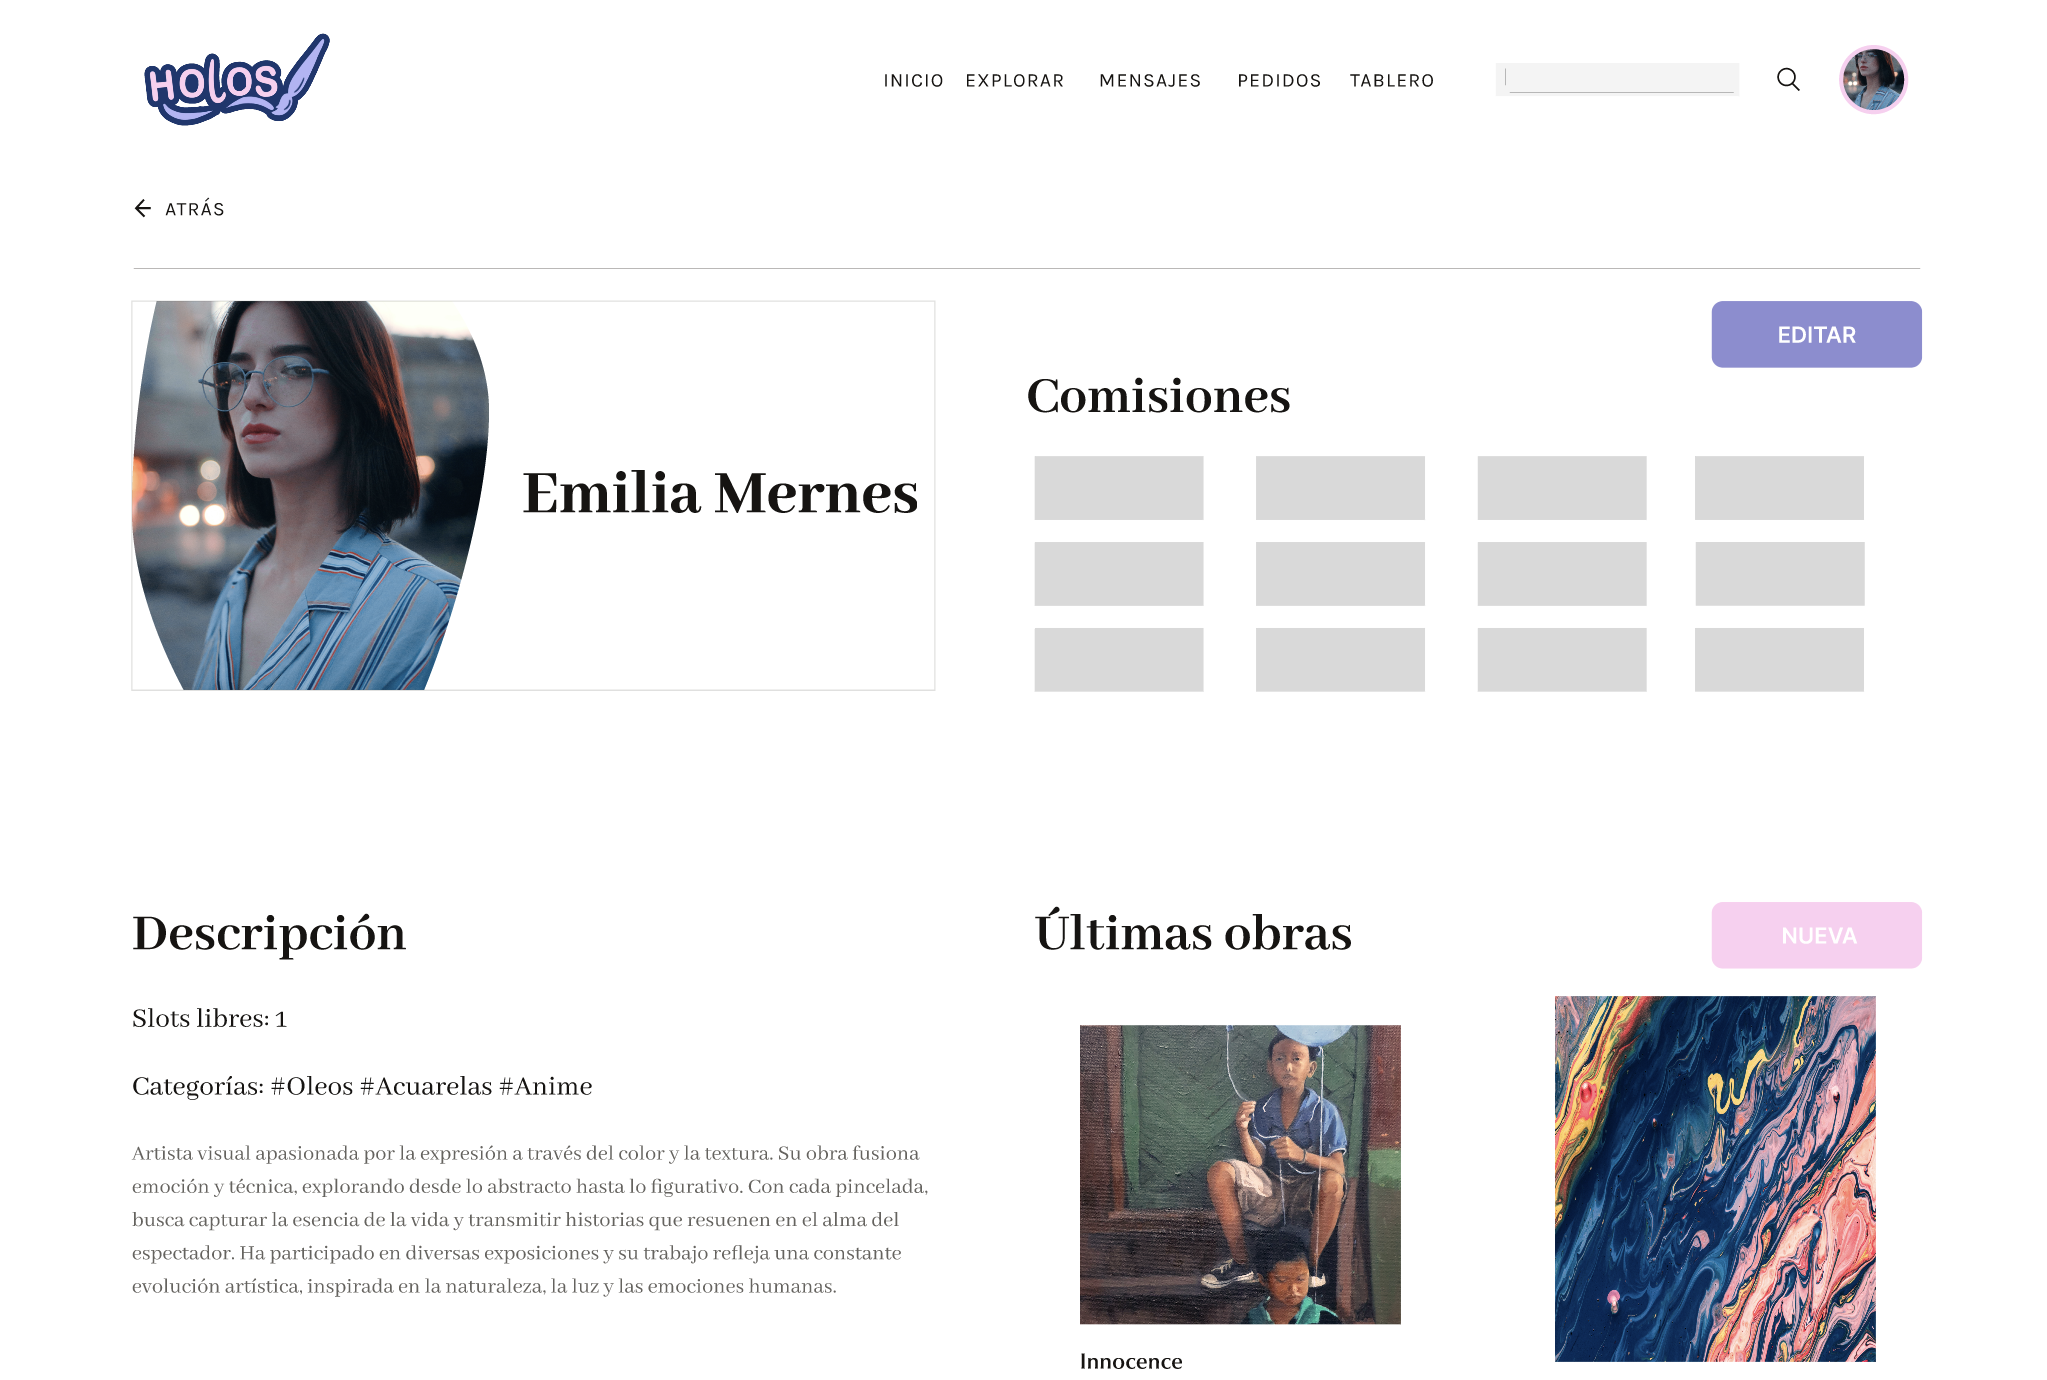 HOLOS
INICIO EXPLORAR MENSAJES PEDIDOS TABLERO
ATRÁS
EDITAR
Comisiones
Emilia Mernes
Descripción
Últimas obras
NUEVA
Slots libres: 1
Categorías: #Oleos #Acuarelas #Anime
Artista visual apasionada por la expresión a través del color y la textura. Su obra fusiona
emoción y técnica, explorando desde lo abstracto hasta lo figurativo. Con cada pincelada,
busca capturar la esencia de la vida y transmitir historias que resuenen en el alma del
espectador. Ha participado en diversas exposiciones y su trabajo refleja una constante
evolución artística, inspirada en la naturaleza, la luz y las emociones humanas.
Innocence